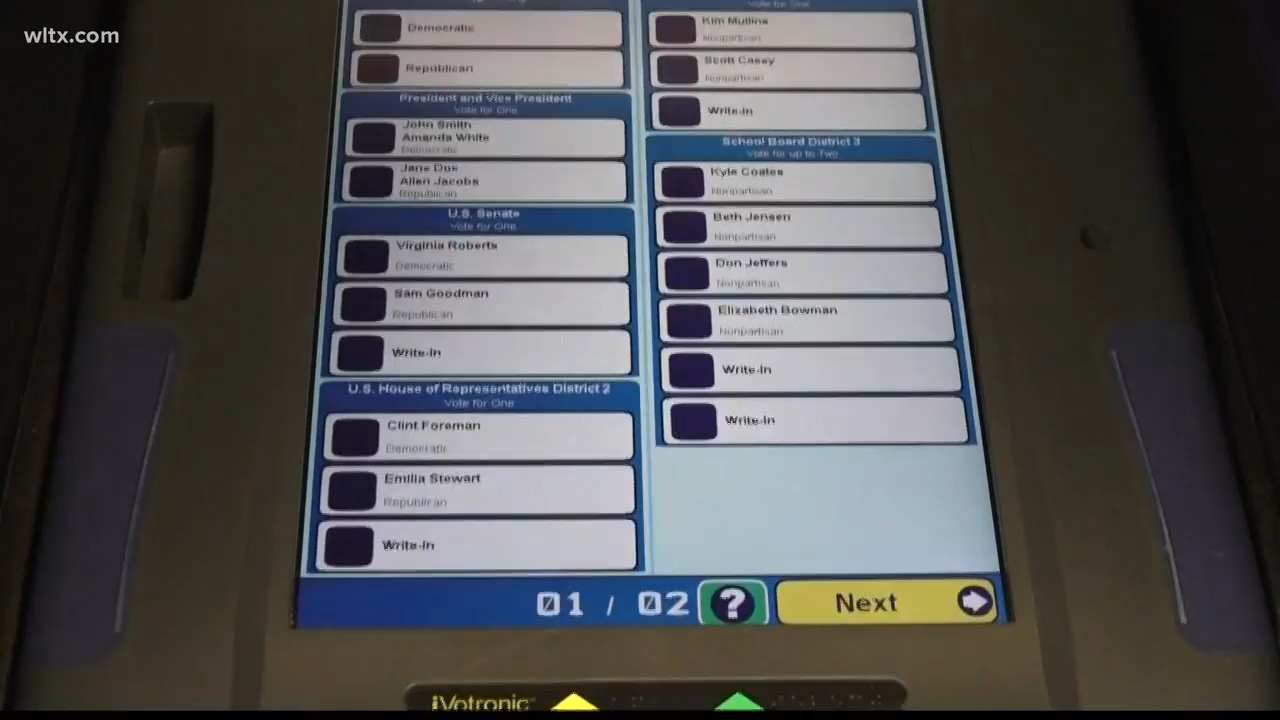 wltx.com
Democratic
Republican
President and Vice President
Vote for One
John Smith
Amanda White
Democratic
Jane Doe
Allen Jacobs
Republican
U.S. Senate
Vote for One
Virginia Roberts
Democratic
Sam Goodman
Republican
Write-In
U.S. House of Representatives District 2
Vote for One
Clint Foreman
Democratic
Emilia Stewart
Republican
Write-In
Vote for One
Kim Mullins
Nonpartisan
Scott Casey
Nonpartisan
Write-In
School Board District 3
Vote for up to Two
Kyle Coates
Nonpartisan
Beth Jensen
Nonpartisan
Don Jeffers
Nonpartisan
Elizabeth Bowman
Nonpartisan
Write-In
Write-In
01 / 02 ? Next
iVotronic